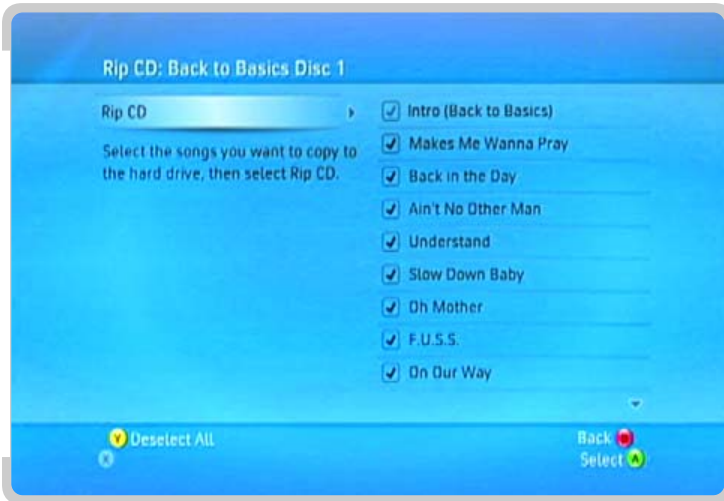 Rip CD: Back to Basics Disc 1
Rip CD
Select the songs you want to copy to
the hard drive, then select Rip CD.
Intro (Back to Basics)
Makes Me Wanna Pray
Back in the Day
Ain't No Other Man
Understand
Slow Down Baby
Oh Mother
F.U.S.S.
On Our Way
Y Deselect All
X
Back B
Select A